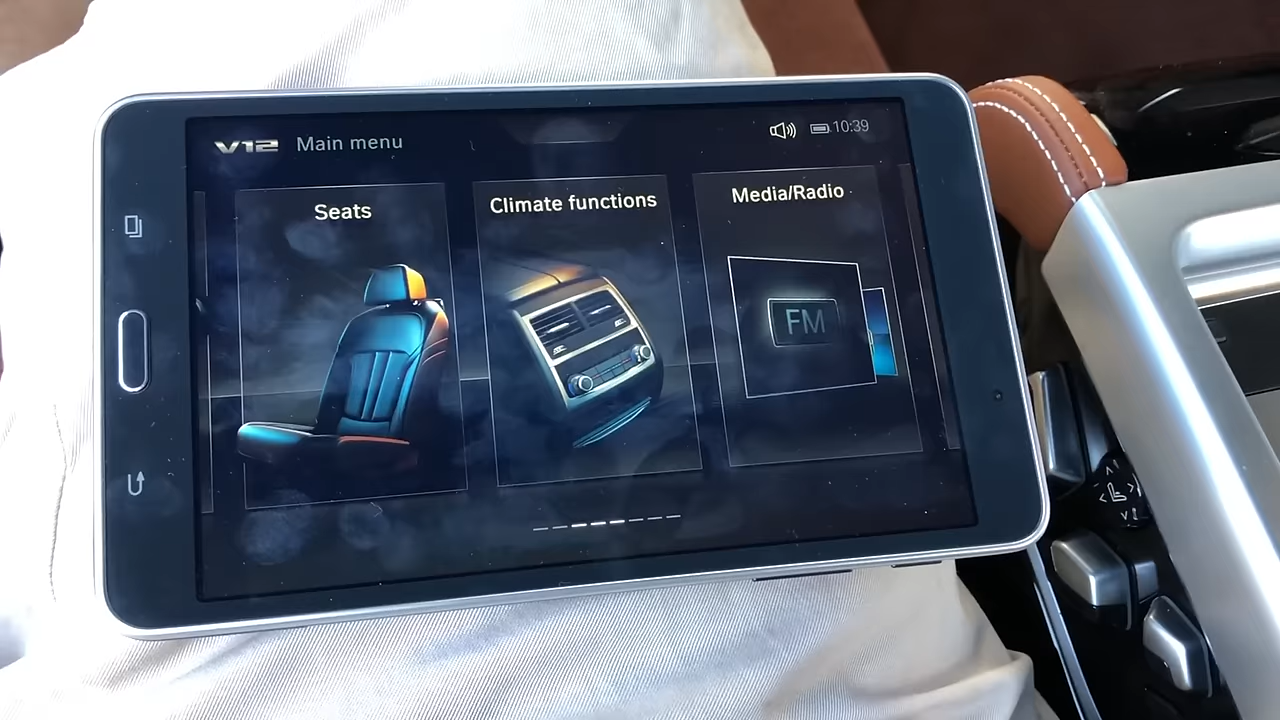 V12 Main menu
10:39
Seats
Climate functions
Media/Radio
FM